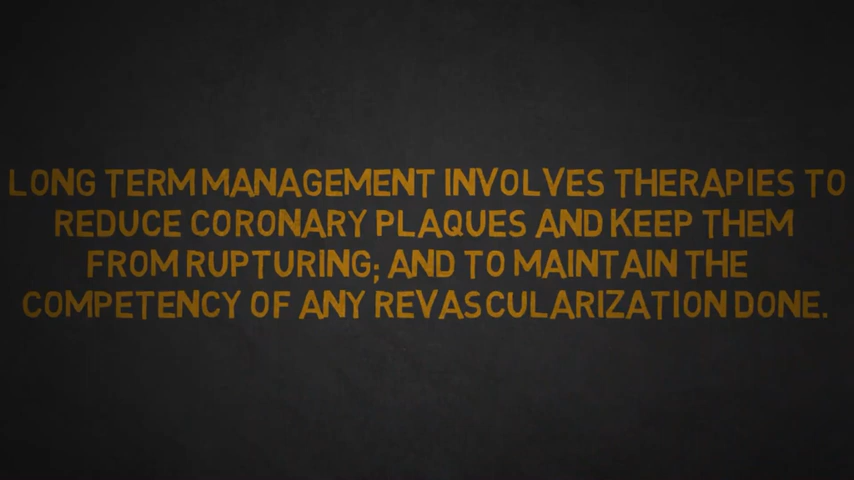 LONG TERM MANAGEMENT INVOLVES THERAPIES TO
REDUCE CORONARY PLAQUES AND KEEP THEM
FROM RUPTURING; AND TO MAINTAIN THE
COMPETENCY OF ANY REVASCULARIZATION DONE.